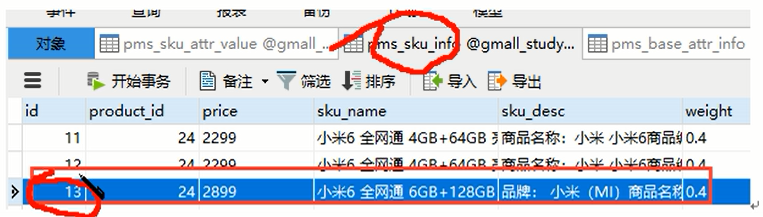 事件 查询 报表 备份 模型
对象 pms_sku_attr_value @gmall_... pms_sku_info @gmall_study... pms_base_attr_info
开始事务 备注 筛选 排序 导入 导出
id product_id price sku_name sku_desc weight
11 24 2299 小米6 全网通 4GB+64GB 商品名称：小米 小米6商品编 0.4
12 24 2299 小米6 全网通 4GB+64GB 商品名称：小米 小米6商品编 0.4
13 24 2899 小米6 全网通 6GB+128GB 品牌： 小米（MI）商品名称 0.4